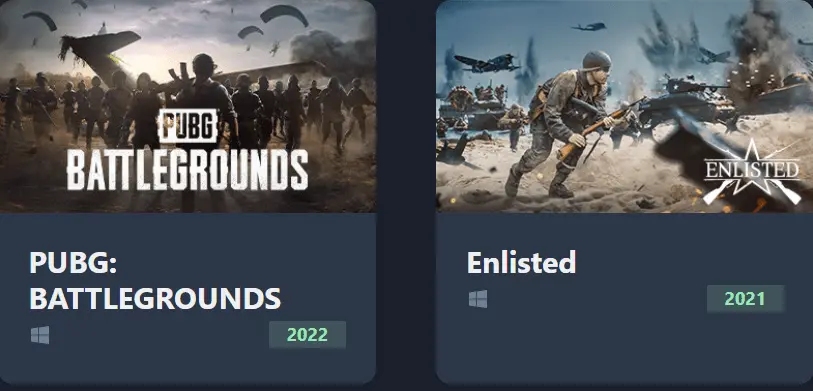 PUBG
BATTLEGROUNDS
PUBG:
BATTLEGROUNDS
2022
ENLISTED
Enlisted
2021